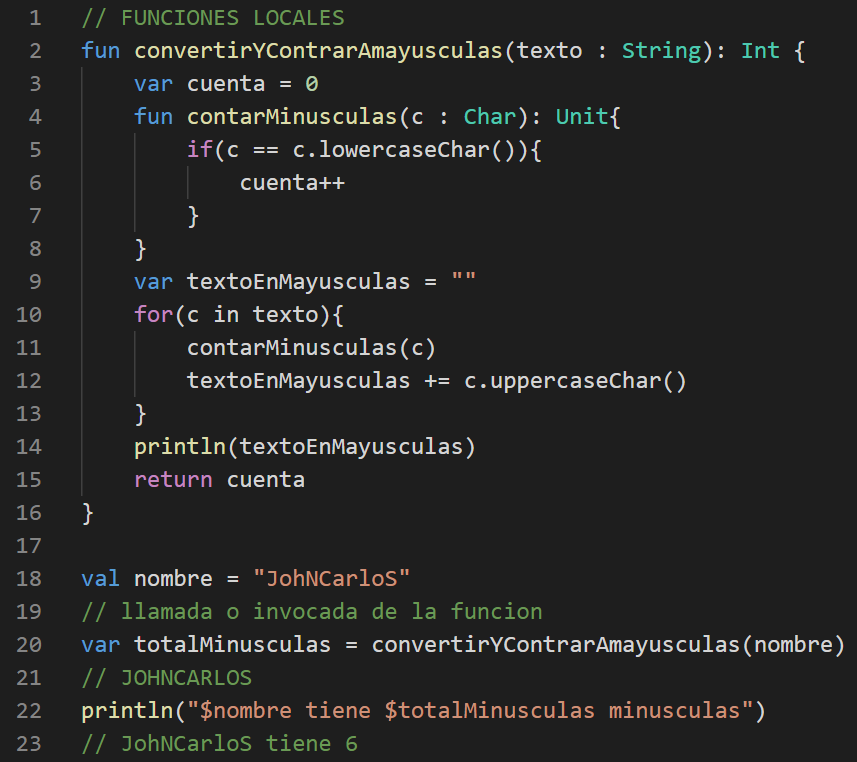 1 // FUNCIONES LOCALES
2 fun convertirYContrarAmayusculas(texto : String): Int {
3     var cuenta = 0
4     fun contarMinusculas(c : Char): Unit{
5         if(c == c.lowercaseChar()){
6             cuenta++
7         }
8     }
9     var textoEnMayusculas = ""
10     for(c in texto){
11         contarMinusculas(c)
12         textoEnMayusculas += c.uppercaseChar()
13     }
14     println(textoEnMayusculas)
15     return cuenta
16 }
17
18 val nombre = "JohNCarloS"
19 // llamada o invocada de la funcion
20 var totalMinusculas = convertirYContrarAmayusculas(nombre)
21 // JOHNCARLOS
22 println("$nombre tiene $totalMinusculas minusculas")
23 // JohNCarloS tiene 6